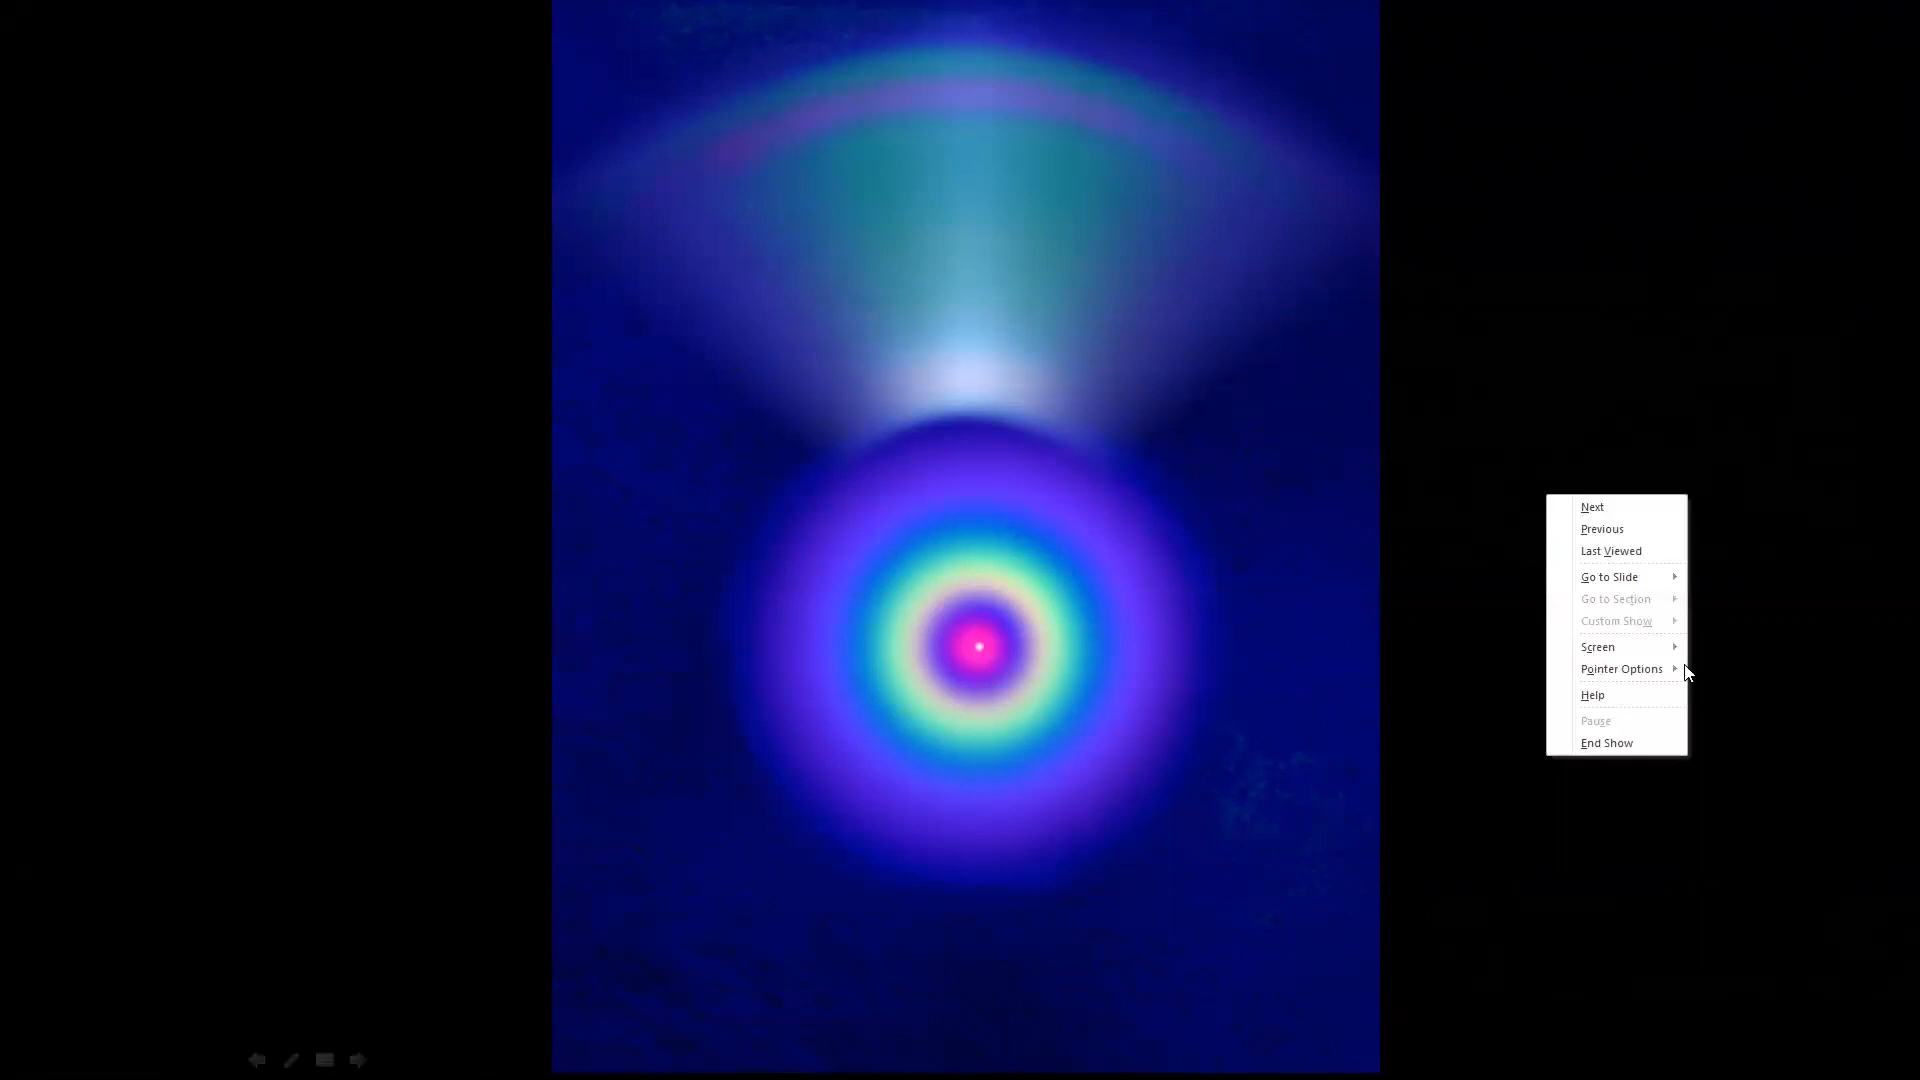 Next
Previous
Last Viewed
Go to Slide
Go to Section
Custom Show
Screen
Pointer Options
Help
Pause
End Show